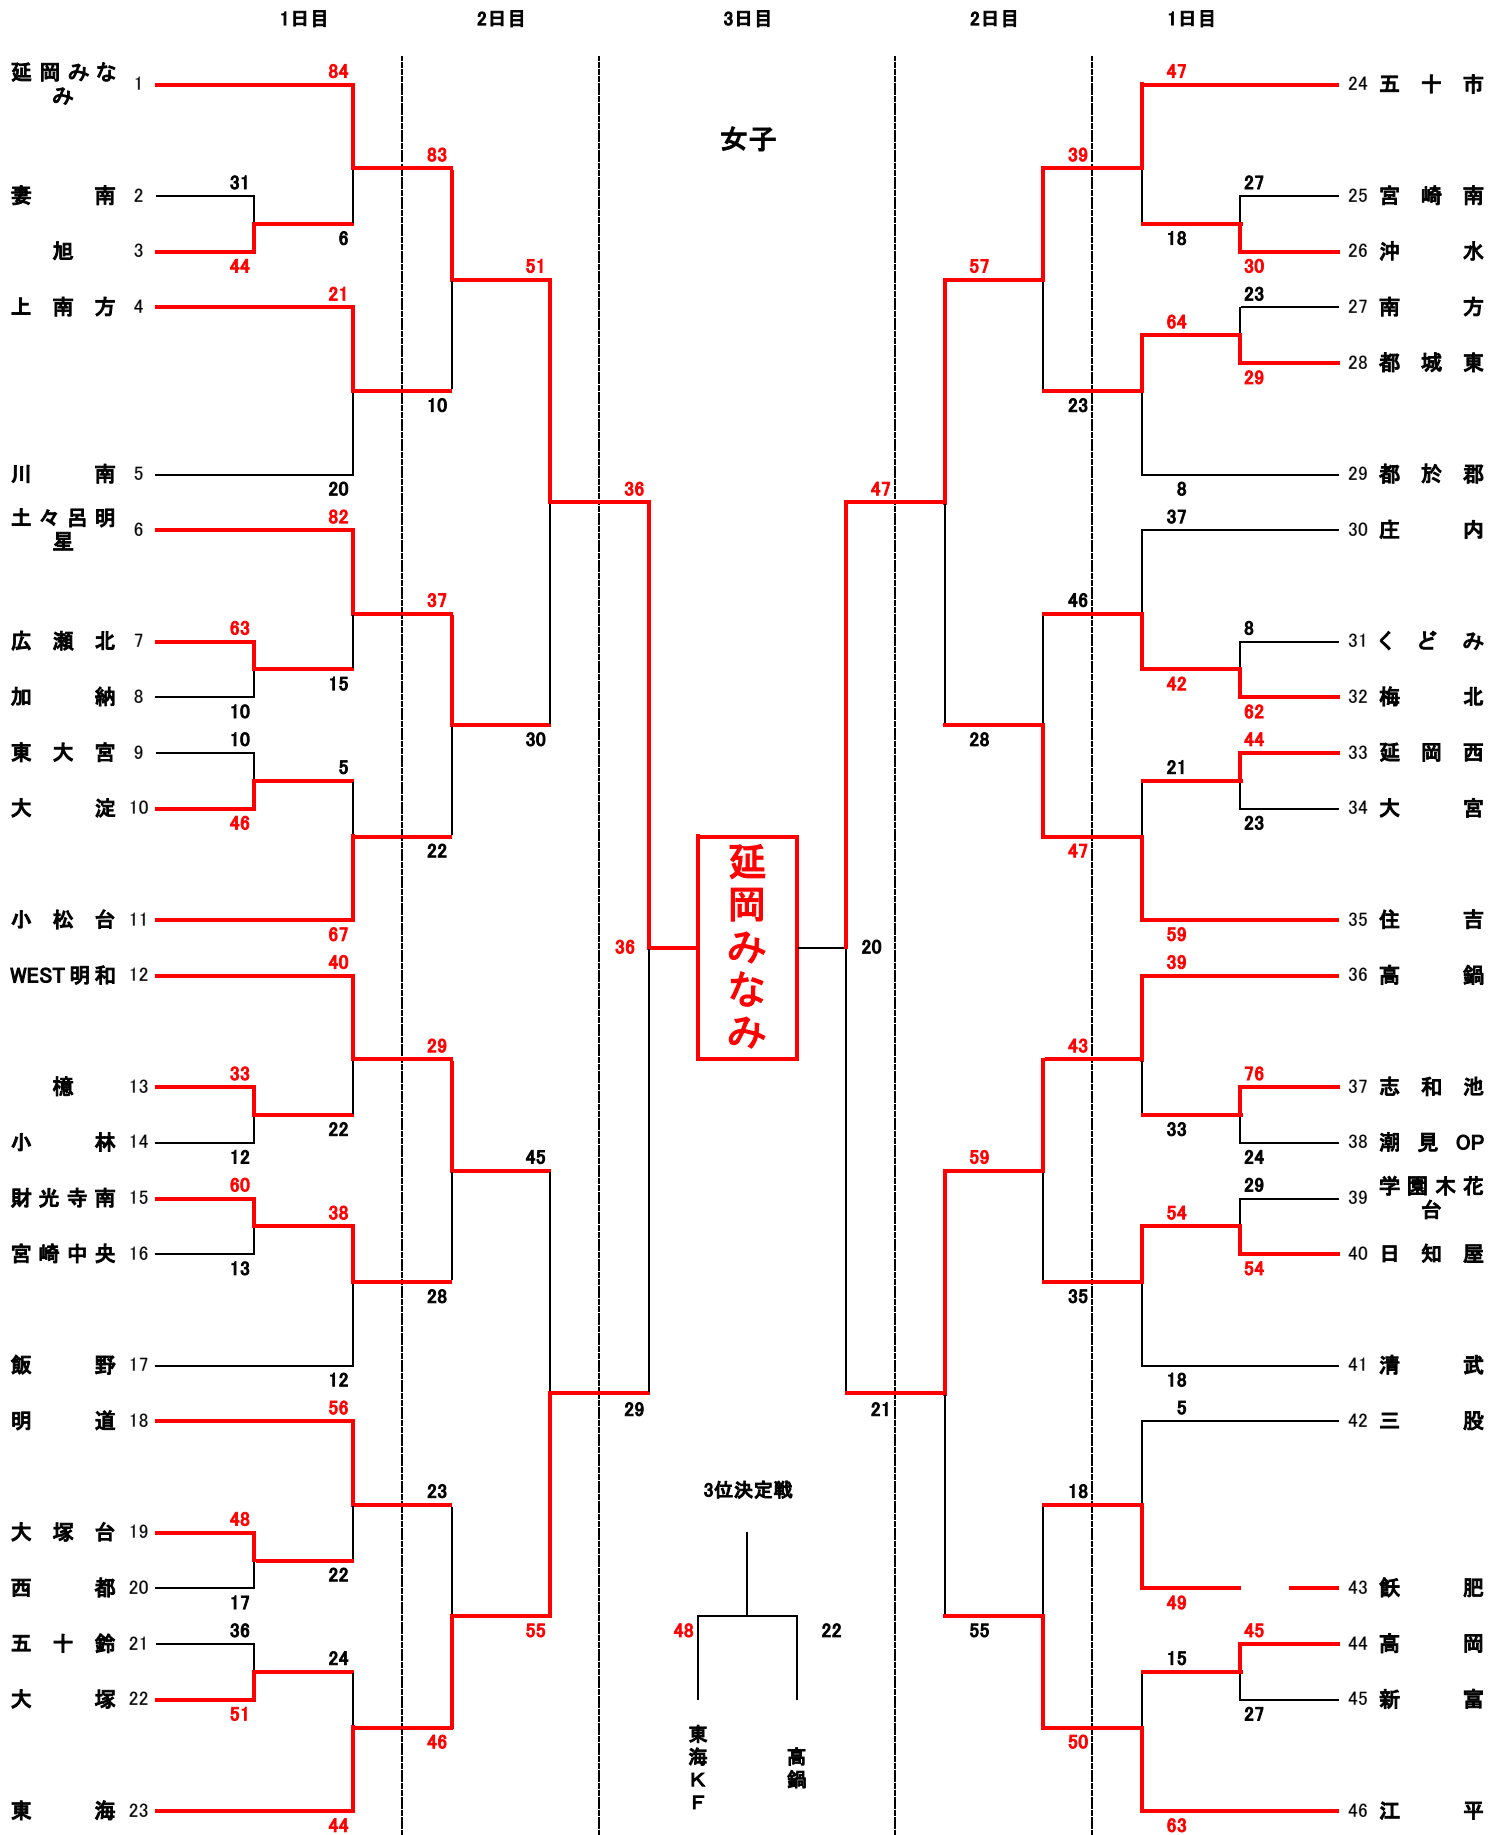 1日目 2日目 3日目 2日目 1日目
女子
延岡みな
み
1
84
妻南 2
31
旭 3
44
6
83
上南方 4
21
川南 5
20
10
51
土々呂明
星
6
82
広瀬北 7
63
加納 8
10
15
37
東大宮 9
10
大淀 10
46
5
小松台 11
67
22
30
36
WEST明和 12
40
檍 13
33
小林 14
12
22
29
財光寺南 15
60
宮崎中央 16
13
38
飯野 17
12
28
45
明道 18
56
大塚台 19
48
西都 20
17
22
23
五十鈴 21
36
大塚 22
51
24
東海 23
44
46
55
29
36
延岡みなみ
20
47
24 五十市
47
25 宮崎南
27
26 沖水
30
18
39
27 南方
23
28 都城東
29
64
29 都於郡
8
23
57
30 庄内
37
31 くどみ
8
32 梅北
62
42
46
33 延岡西
44
34 大宮
23
21
35 住吉
59
47
28
36 高鍋
39
37 志和池
76
38 潮見OP
24
33
43
39 学園木花
台
29
40 日知屋
54
54
41 清武
18
35
59
42 三股
5
43 飫肥
49
18
44 高岡
45
45 新富
27
15
46 江平
63
50
55
21
3位決定戦
48 22
東海KF
高鍋